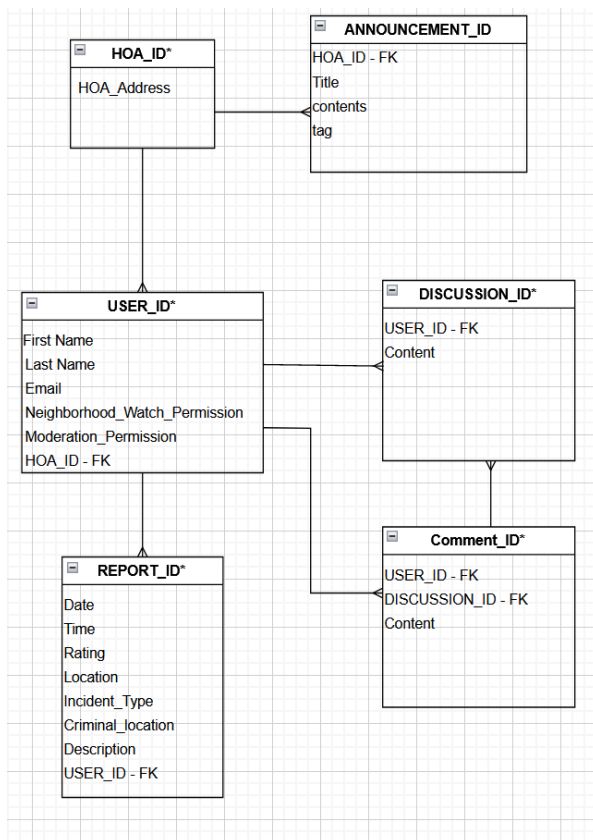 HOA_ID*
HOA_Address
ANNOUNCEMENT_ID
HOA_ID - FK
Title
contents
tag
USER_ID*
First Name
Last Name
Email
Neighborhood_Watch_Permission
Moderation_Permission
HOA_ID - FK
DISCUSSION_ID*
USER_ID - FK
Content
Comment_ID*
USER_ID - FK
DISCUSSION_ID - FK
Content
REPORT_ID*
Date
Time
Rating
Location
Incident_Type
Criminal_location
Description
USER_ID - FK